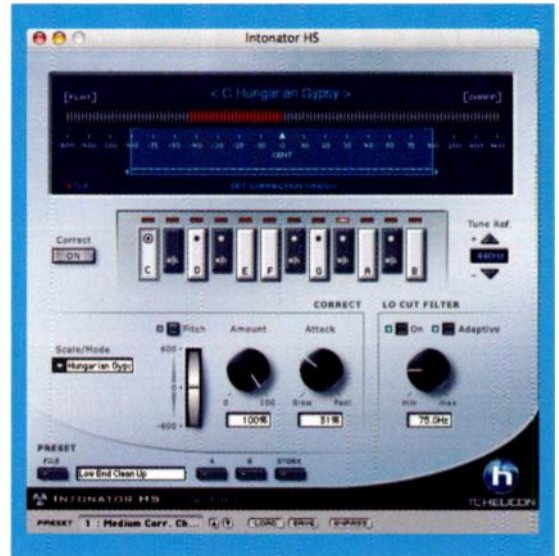 Intonator HS
< C Hungarian Gypsy >
[FLAT] [SHARP]
CENT
SET CORRECTION WINDOW
Correct
ON
C D E F G A B
Tune Ref.
+
440Hz
-
CORRECT
LO CUT FILTER
Pitch Amount Attack
On Adaptive
Scale/Mode
Hungarian Gyp
600
0
-600
0 100
Slow Fast
min max
100%
31%
75.0Hz
PRESET
FILE A B STORE
Low End Clean Up
INTONATOR HS
TC HELICON
PRESET 1 : Medium Corr. Ch... LOAD SAVE BYPASS